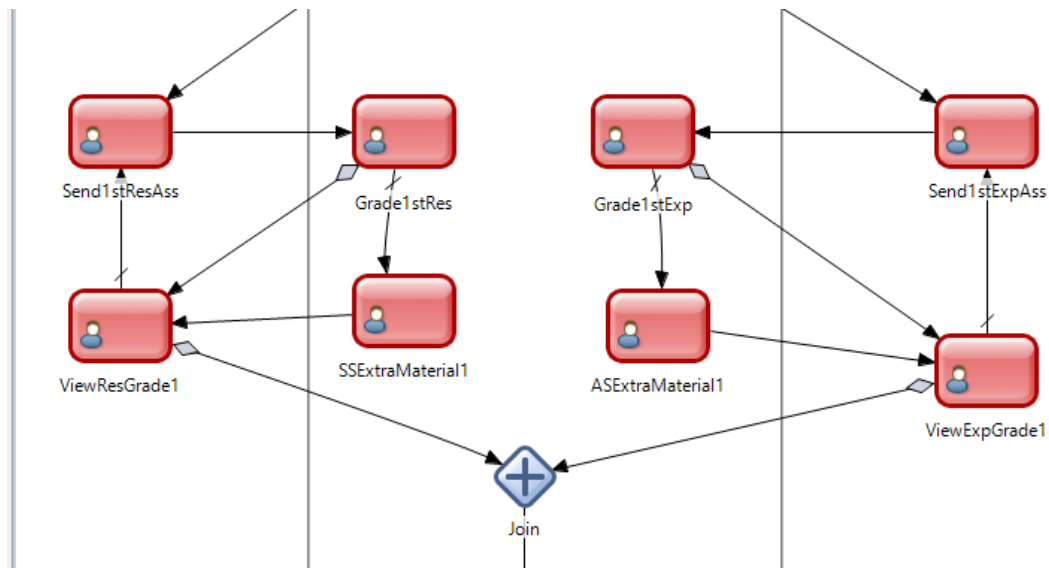 Send1stResAss
Grade1stRes
Grade1stExp
Send1stExpAss
ViewResGrade1
SSExtraMaterial1
ASExtraMaterial1
ViewExpGrade1
Join